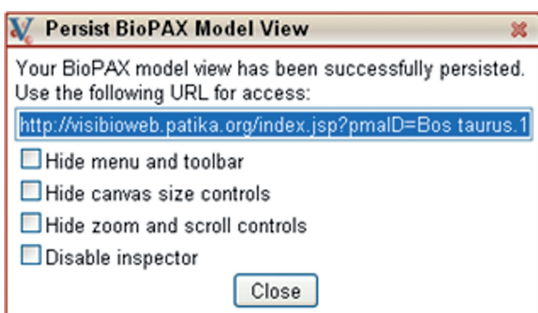 Persist BioPAX Model View
Your BioPAX model view has been successfully persisted.
Use the following URL for access:
http://visibioweb.patika.org/index.jsp?pmaID=Bos taurus.1
Hide menu and toolbar
Hide canvas size controls
Hide zoom and scroll controls
Disable inspector
Close